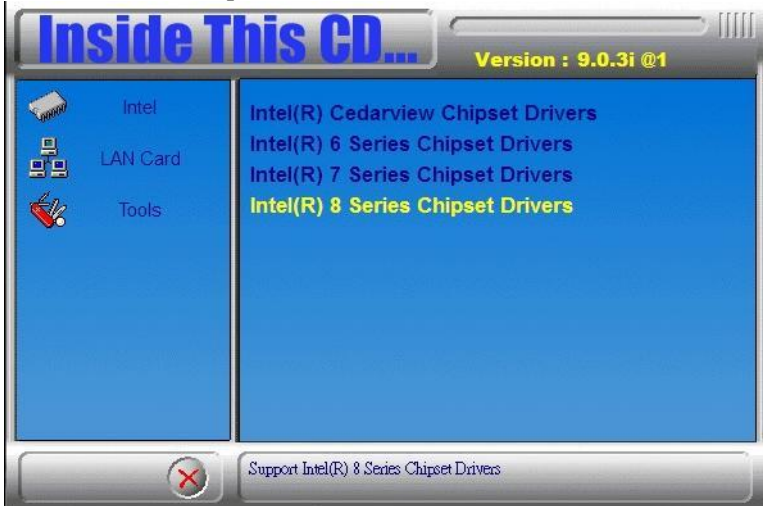 Inside This CD...
Version : 9.0.3i @1
Intel
LAN Card
Tools
Intel(R) Cedarview Chipset Drivers
Intel(R) 6 Series Chipset Drivers
Intel(R) 7 Series Chipset Drivers
Intel(R) 8 Series Chipset Drivers
Support Intel(R) 8 Series Chipset Drivers